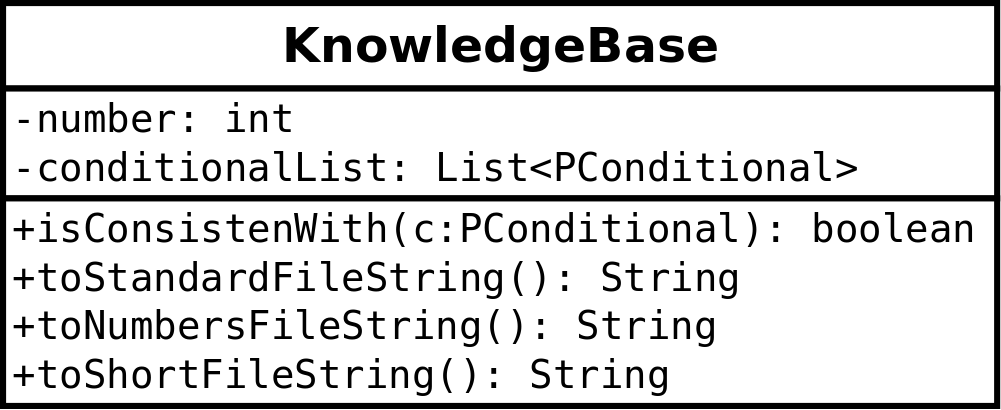 KnowledgeBase
-number: int
-conditionalList: List<PConditional>
+isConsistenWith(c:PConditional): boolean
+toStandardFileString(): String
+toNumbersFileString(): String
+toShortFileString(): String